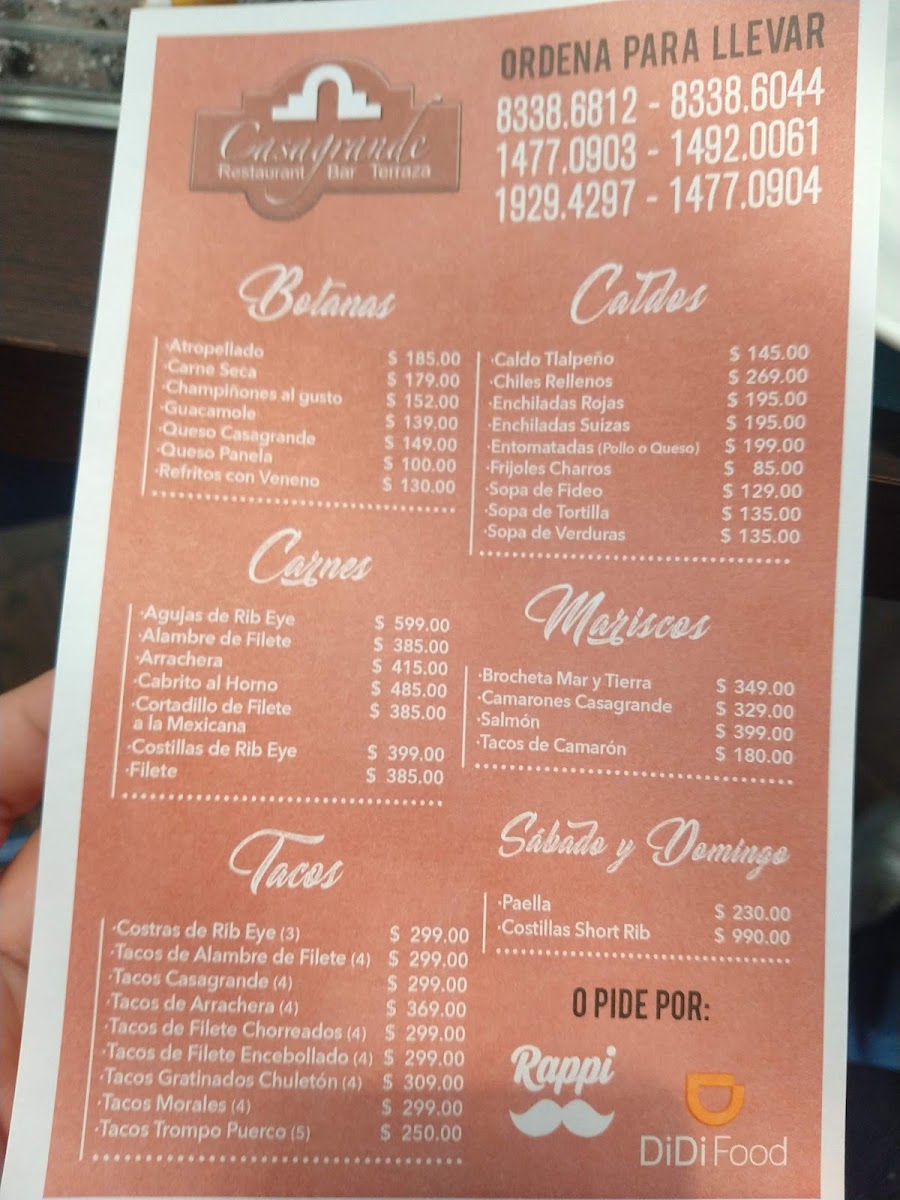 Casagrande
Restaurant Bar Terraza
ORDENA PARA LLEVAR
8338.6812 - 8338.6044
1477.0903 - 1492.0061
1929.4297 - 1477.0904
Botanas
·Atropellado $ 185.00
·Carne Seca $ 179.00
·Champiñones al gusto $ 152.00
·Guacamole $ 139.00
·Queso Casagrande $ 149.00
·Queso Panela $ 100.00
·Refritos con Veneno $ 130.00
Caldos
·Caldo Tlalpeño $ 145.00
·Chiles Rellenos $ 269.00
·Enchiladas Rojas $ 195.00
·Enchiladas Suizas $ 195.00
·Entomatadas (Pollo o Queso) $ 199.00
·Frijoles Charros $ 85.00
·Sopa de Fideo $ 129.00
·Sopa de Tortilla $ 135.00
·Sopa de Verduras $ 135.00
Carnes
·Agujas de Rib Eye $ 599.00
·Alambre de Filete $ 385.00
·Arrachera $ 415.00
·Cabrito al Horno $ 485.00
·Cortadillo de Filete $ 385.00
a la Mexicana
·Costillas de Rib Eye $ 399.00
·Filete $ 385.00
Mariscos
·Brocheta Mar y Tierra $ 349.00
·Camarones Casagrande $ 329.00
·Salmón $ 399.00
·Tacos de Camarón $ 180.00
Tacos
·Costras de Rib Eye (3) $ 299.00
·Tacos de Alambre de Filete (4) $ 299.00
·Tacos Casagrande (4) $ 299.00
·Tacos de Arrachera (4) $ 369.00
·Tacos de Filete Chorreados (4) $ 299.00
·Tacos de Filete Encebollado (4) $ 299.00
·Tacos Gratinados Chuletón (4) $ 309.00
·Tacos Morales (4) $ 299.00
·Tacos Trompo Puerco (5) $ 250.00
Sábado y Domingo
·Paella $ 230.00
·Costillas Short Rib $ 990.00
O PIDE POR:
Rappi
DiDi Food